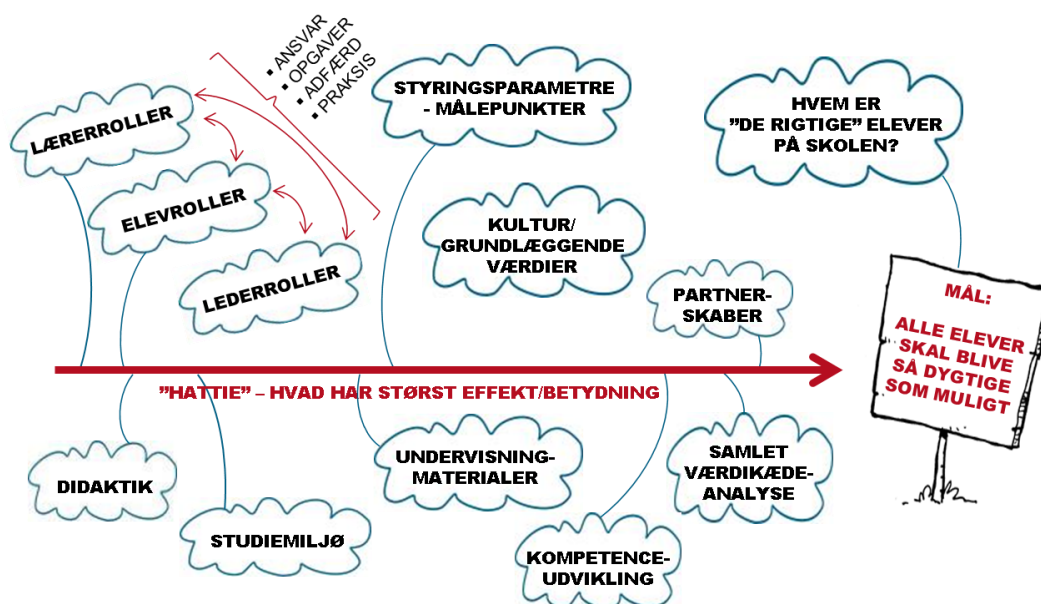 ▪ ANSVAR
▪ OPGAVER
▪ ADFÆRD
▪ PRAKSIS
LÆRERROLLER
ELEVROLLER
LEDERROLLER
STYRINGSPARAMETRE
- MÅLEPUNKTER
KULTUR/
GRUNDLÆGGENDE
VÆRDIER
PARTNER-
SKABER
HVEM ER
”DE RIGTIGE” ELEVER
PÅ SKOLEN?
MÅL:
ALLE ELEVER
SKAL BLIVE
SÅ DYGTIGE
SOM MULIGT
”HATTIE” – HVAD HAR STØRST EFFEKT/BETYDNING
DIDAKTIK
STUDIEMILJØ
UNDERVISNING-
MATERIALER
KOMPETENCE-
UDVIKLING
SAMLET
VÆRDIKÆDE-
ANALYSE